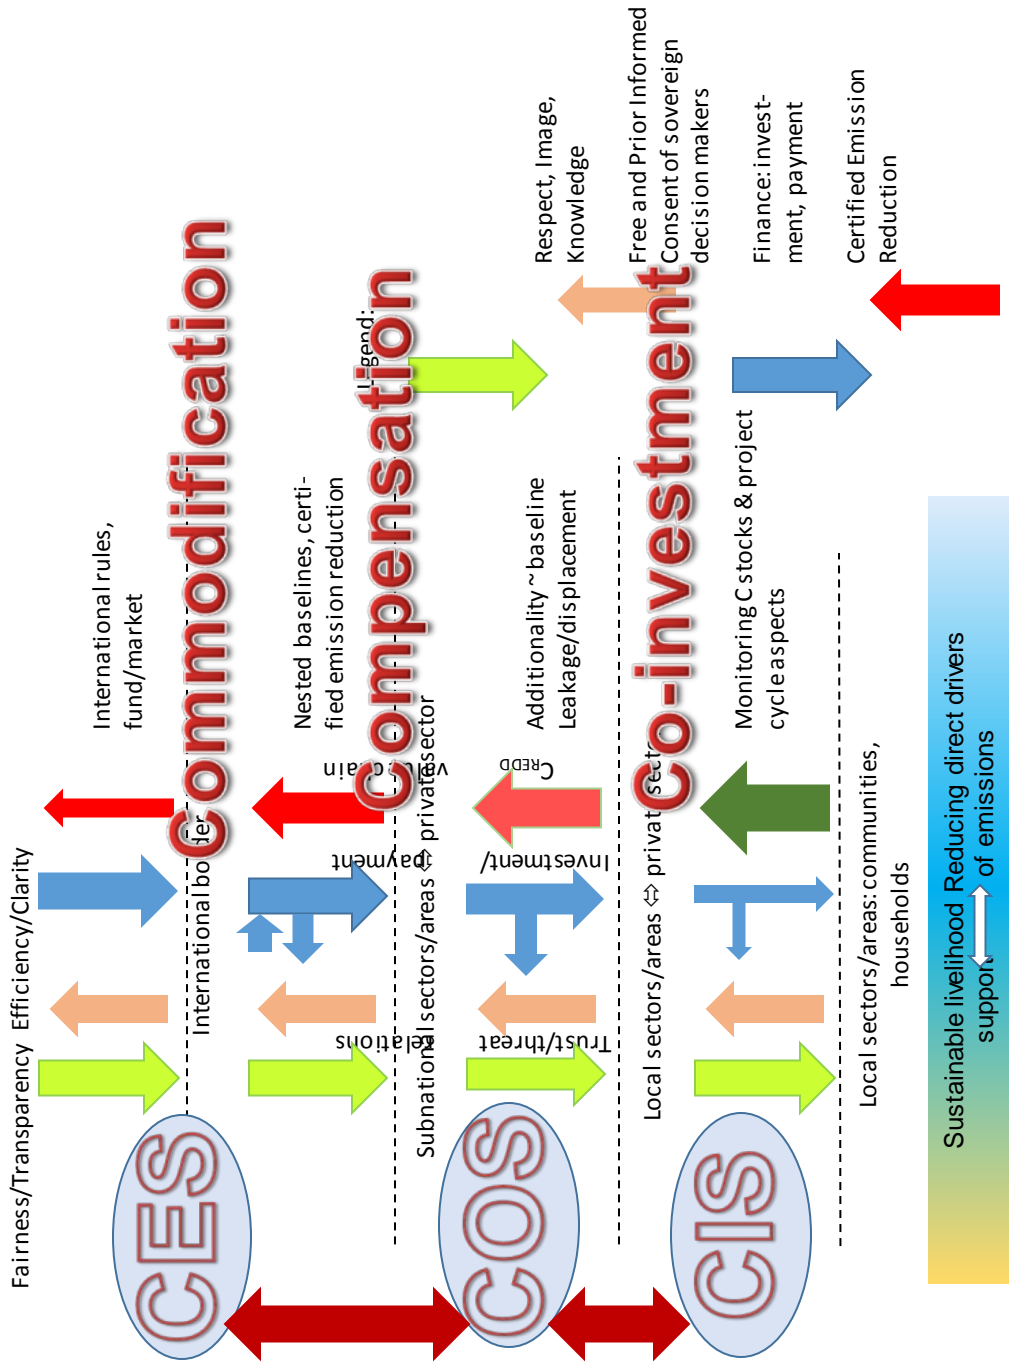 Fairness/Transparency Efficiency/Clarity
International rules,
fund/market
CES
International border
Commodification
Nested baselines, certi-
fied emission reduction
Legend:
relations
payment
value chain
Compensation
Subnational sectors/areas ⇔ private sector
COS
Trust/threat
Investment/
CREDD
Additionality ~ baseline
Leakage/displacement
Respect, Image,
Knowledge
Free and Prior Informed
Consent of sovereign
decision makers
Local sectors/areas ⇔ private sector
Co-investment
CIS
Monitoring C stocks & project
cycle aspects
Finance: invest-
ment, payment
Certified Emission
Reduction
Local sectors/areas: communities,
households
Sustainable livelihood Reducing direct drivers
support
of emissions